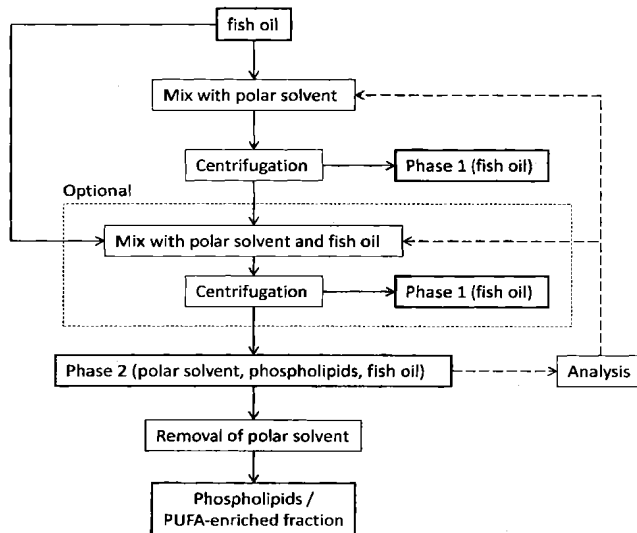 fish oil
Mix with polar solvent
Centrifugation
Phase 1 (fish oil)
Optional
Mix with polar solvent and fish oil
Centrifugation
Phase 1 (fish oil)
Phase 2 (polar solvent, phospholipids, fish oil)
Analysis
Removal of polar solvent
Phospholipids /
PUFA-enriched fraction